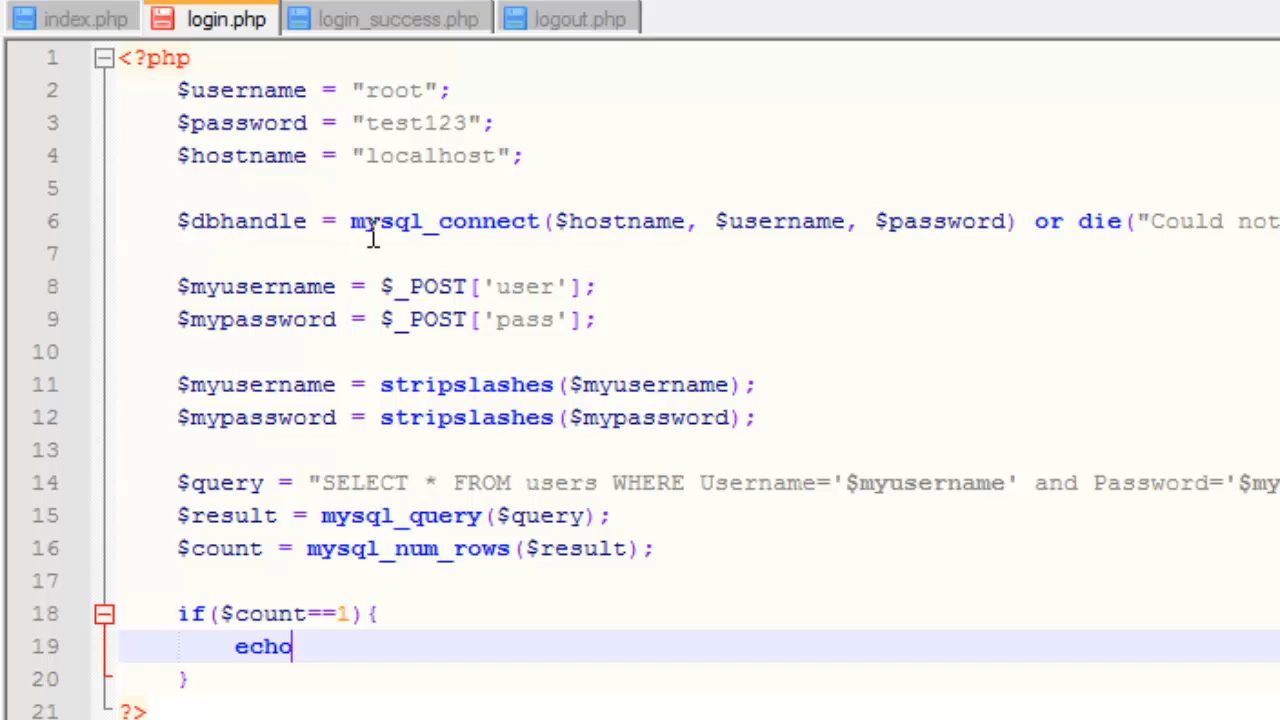 index.php login.php login_success.php logout.php
1 <?php
2 $username = "root";
3 $password = "test123";
4 $hostname = "localhost";
5
6 $dbhandle = mysql_connect($hostname, $username, $password) or die("Could not
7
8 $myusername = $_POST['user'];
9 $mypassword = $_POST['pass'];
10
11 $myusername = stripslashes($myusername);
12 $mypassword = stripslashes($mypassword);
13
14 $query = "SELECT * FROM users WHERE Username='$myusername' and Password='$my
15 $result = mysql_query($query);
16 $count = mysql_num_rows($result);
17
18 if($count==1){
19 echo
20 }
21 ?>